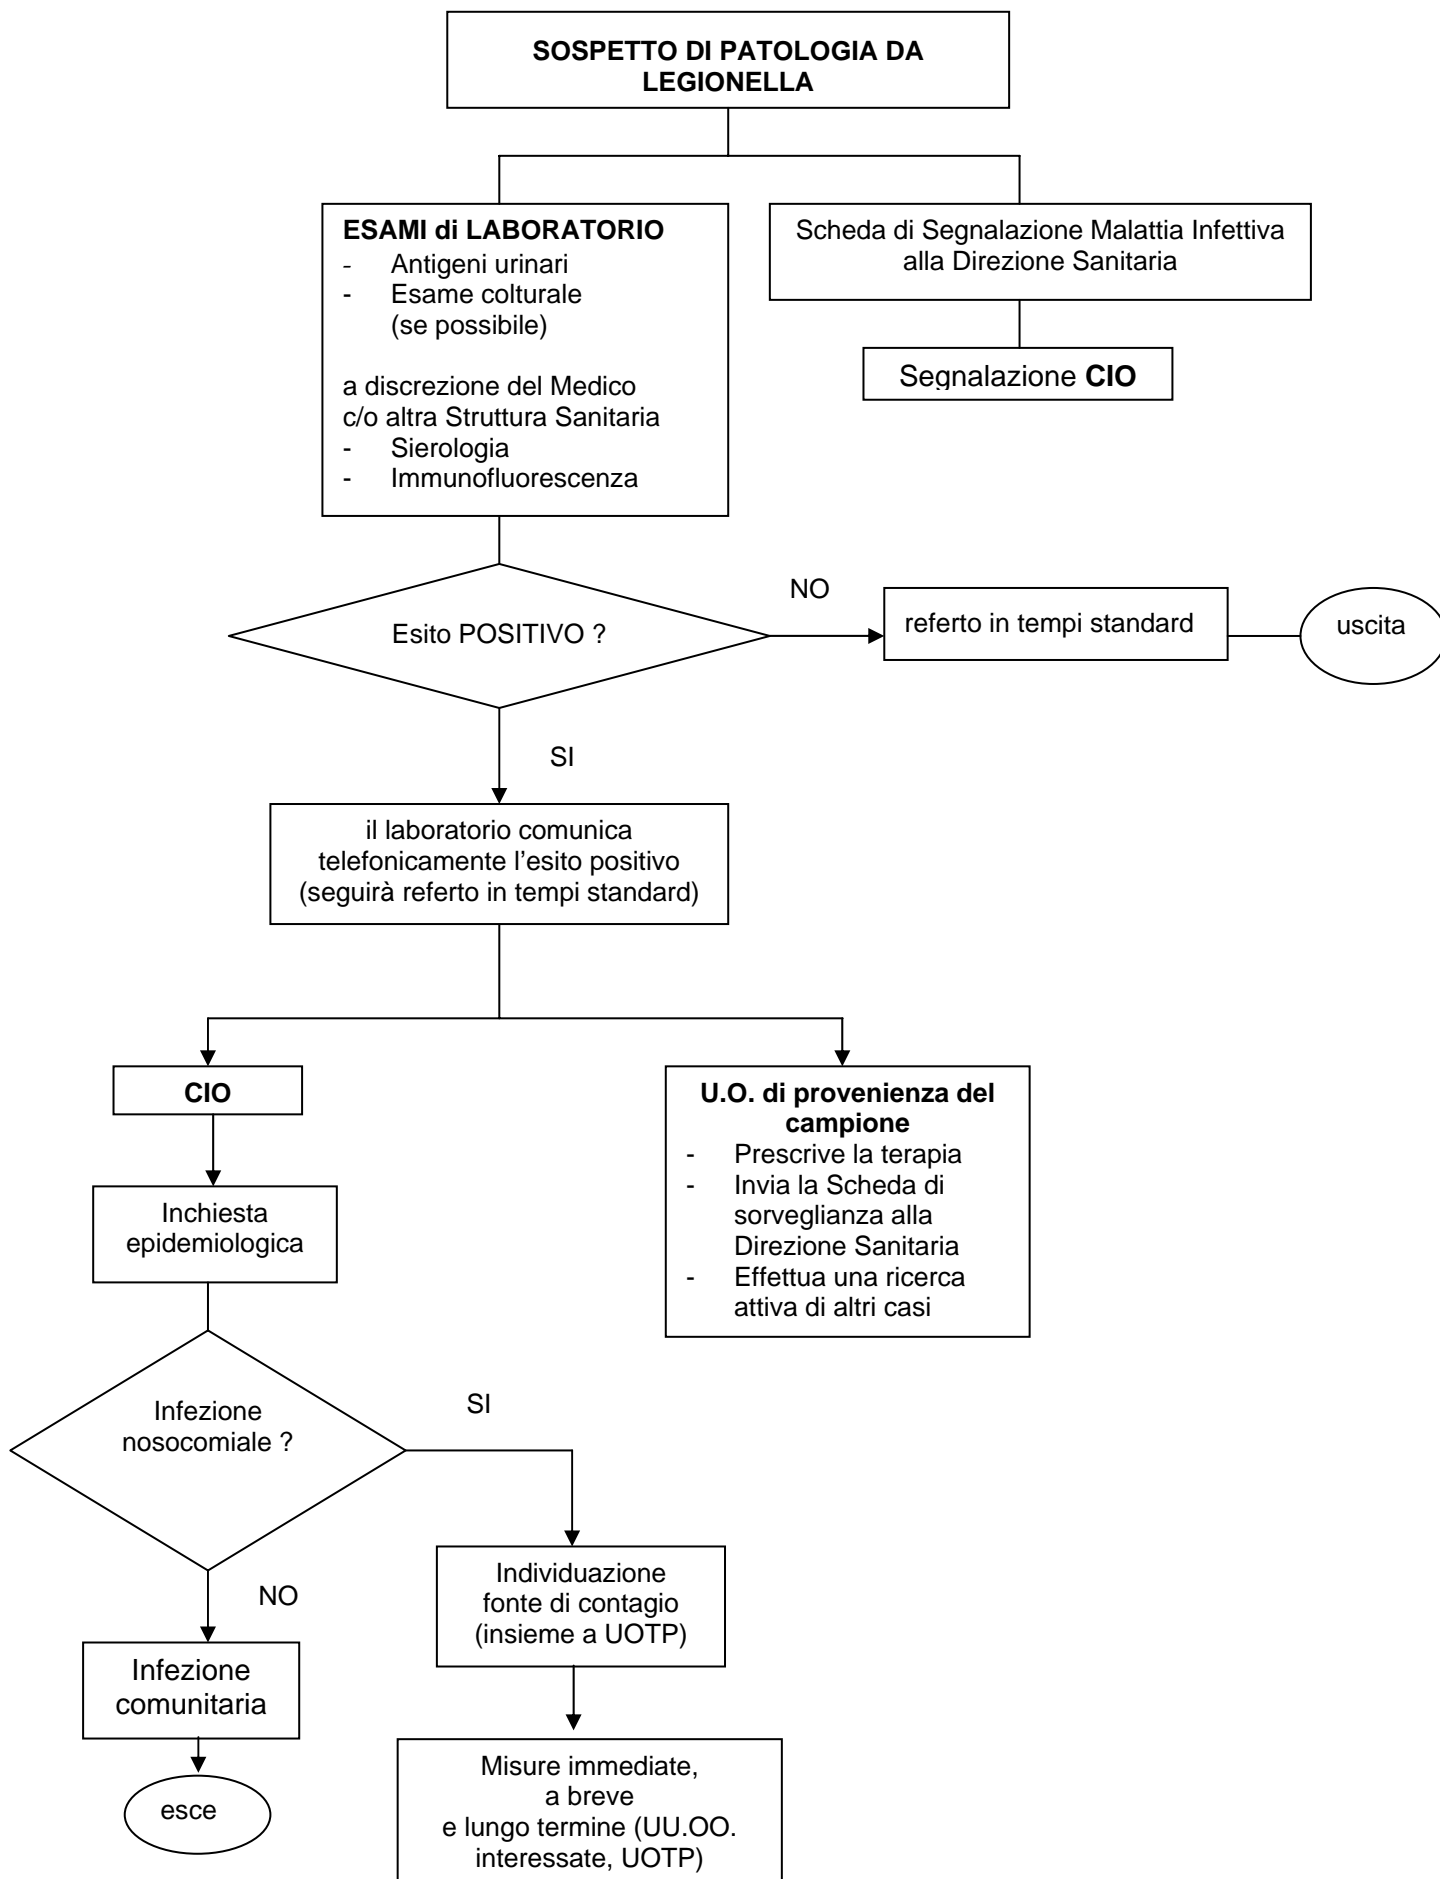 SOSPETTO DI PATOLOGIA DA
LEGIONELLA
ESAMI di LABORATORIO
- Antigeni urinari
- Esame colturale
(se possibile)
a discrezione del Medico
c/o altra Struttura Sanitaria
- Sierologia
- Immunofluorescenza
Scheda di Segnalazione Malattia Infettiva
alla Direzione Sanitaria
Segnalazione CIO
Esito POSITIVO ?
NO
referto in tempi standard
uscita
SI
il laboratorio comunica
telefonicamente l’esito positivo
(seguirà referto in tempi standard)
CIO
U.O. di provenienza del
campione
- Prescrive la terapia
- Invia la Scheda di
sorveglianza alla
Direzione Sanitaria
- Effettua una ricerca
attiva di altri casi
Inchiesta
epidemiologica
Infezione
nosocomiale ?
SI
NO
Individuazione
fonte di contagio
(insieme a UOTP)
Infezione
comunitaria
esce
Misure immediate,
a breve
e lungo termine (UU.OO.
interessate, UOTP)